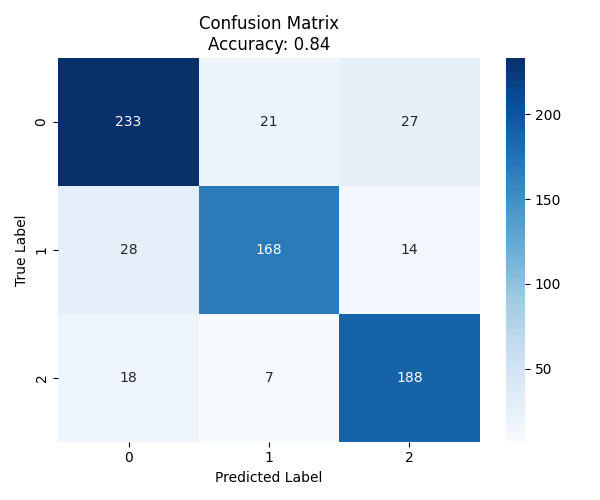 Confusion Matrix
Accuracy: 0.84
0 233 21 27
1 28 168 14
2 18 7 188
0 1 2
Predicted Label
True Label
200
150
100
50